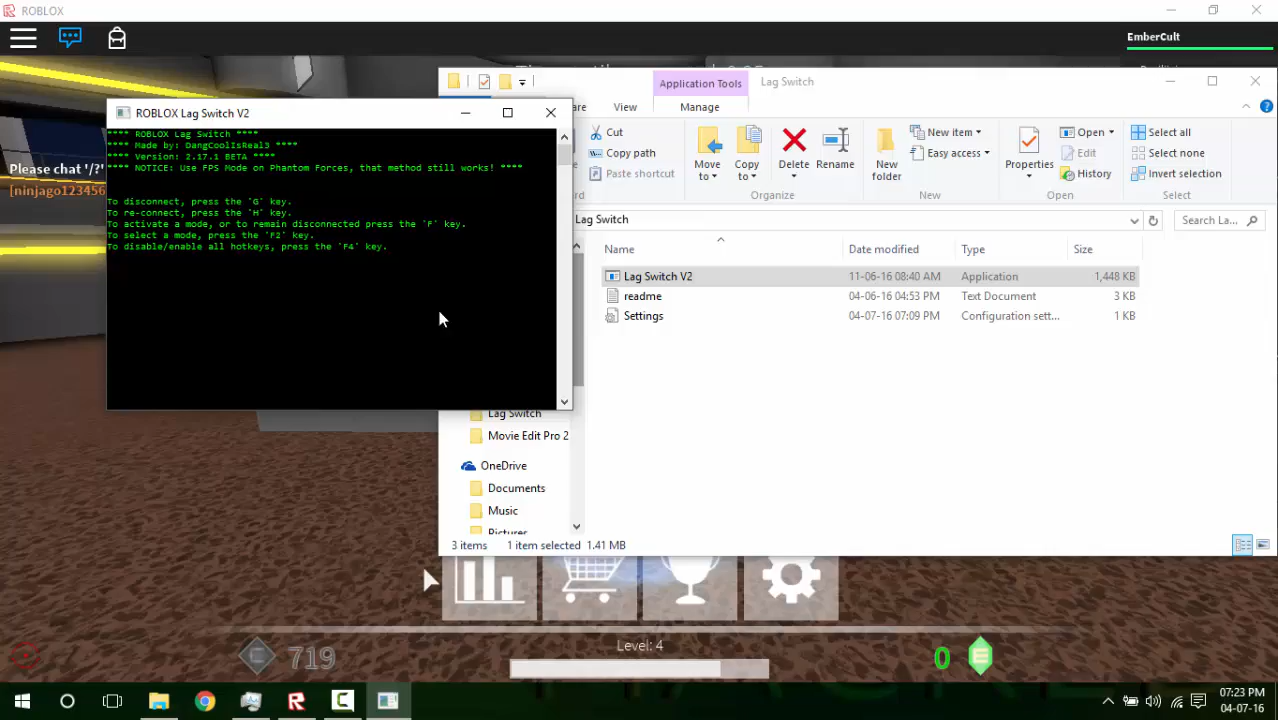 ROBLOX
EmberCult
Application Tools
Lag Switch
View
Manage
ROBLOX Lag Switch V2
**** ROBLOX Lag Switch ****
**** Made by: DangCoolIsReal3 ****
**** Version: 2.17.1 BETA ****
**** NOTICE: Use FPS Mode on Phantom Forces, that method still works! ****
To disconnect, press the 'G' key.
To re-connect, press the 'H' key.
To activate a mode, or to remain disconnected press the 'F' key.
To select a mode, press the 'F2' key.
To disable/enable all hotkeys, press the 'F4' key.
Please chat '/?'
[ninjago123456
Cut
Copy path
Paste shortcut
Move to
Copy to
Delete
Rename
Organize
New folder
New item
Easy access
New
Properties
Open
Edit
History
Open
Select all
Select none
Invert selection
Select
Lag Switch
Search La...
Name
Date modified
Type
Size
Lag Switch V2
11-06-16 08:40 AM
Application
1,448 KB
readme
04-06-16 04:53 PM
Text Document
3 KB
Settings
04-07-16 07:09 PM
Configuration sett...
1 KB
Lag Switch
Movie Edit Pro 2
OneDrive
Documents
Music
Pictures
3 items
1 item selected
1.41 MB
Level: 4
719
0
07:23 PM
04-07-16